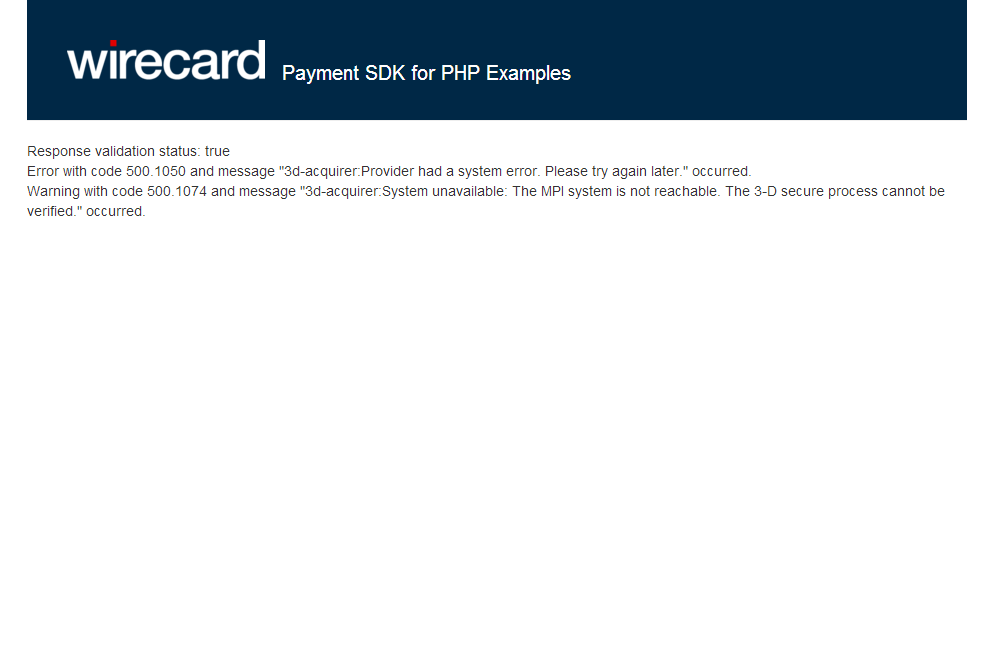 wirecard Payment SDK for PHP Examples
Response validation status: true
Error with code 500.1050 and message "3d-acquirer:Provider had a system error. Please try again later." occurred.
Warning with code 500.1074 and message "3d-acquirer:System unavailable: The MPI system is not reachable. The 3-D secure process cannot be
verified." occurred.